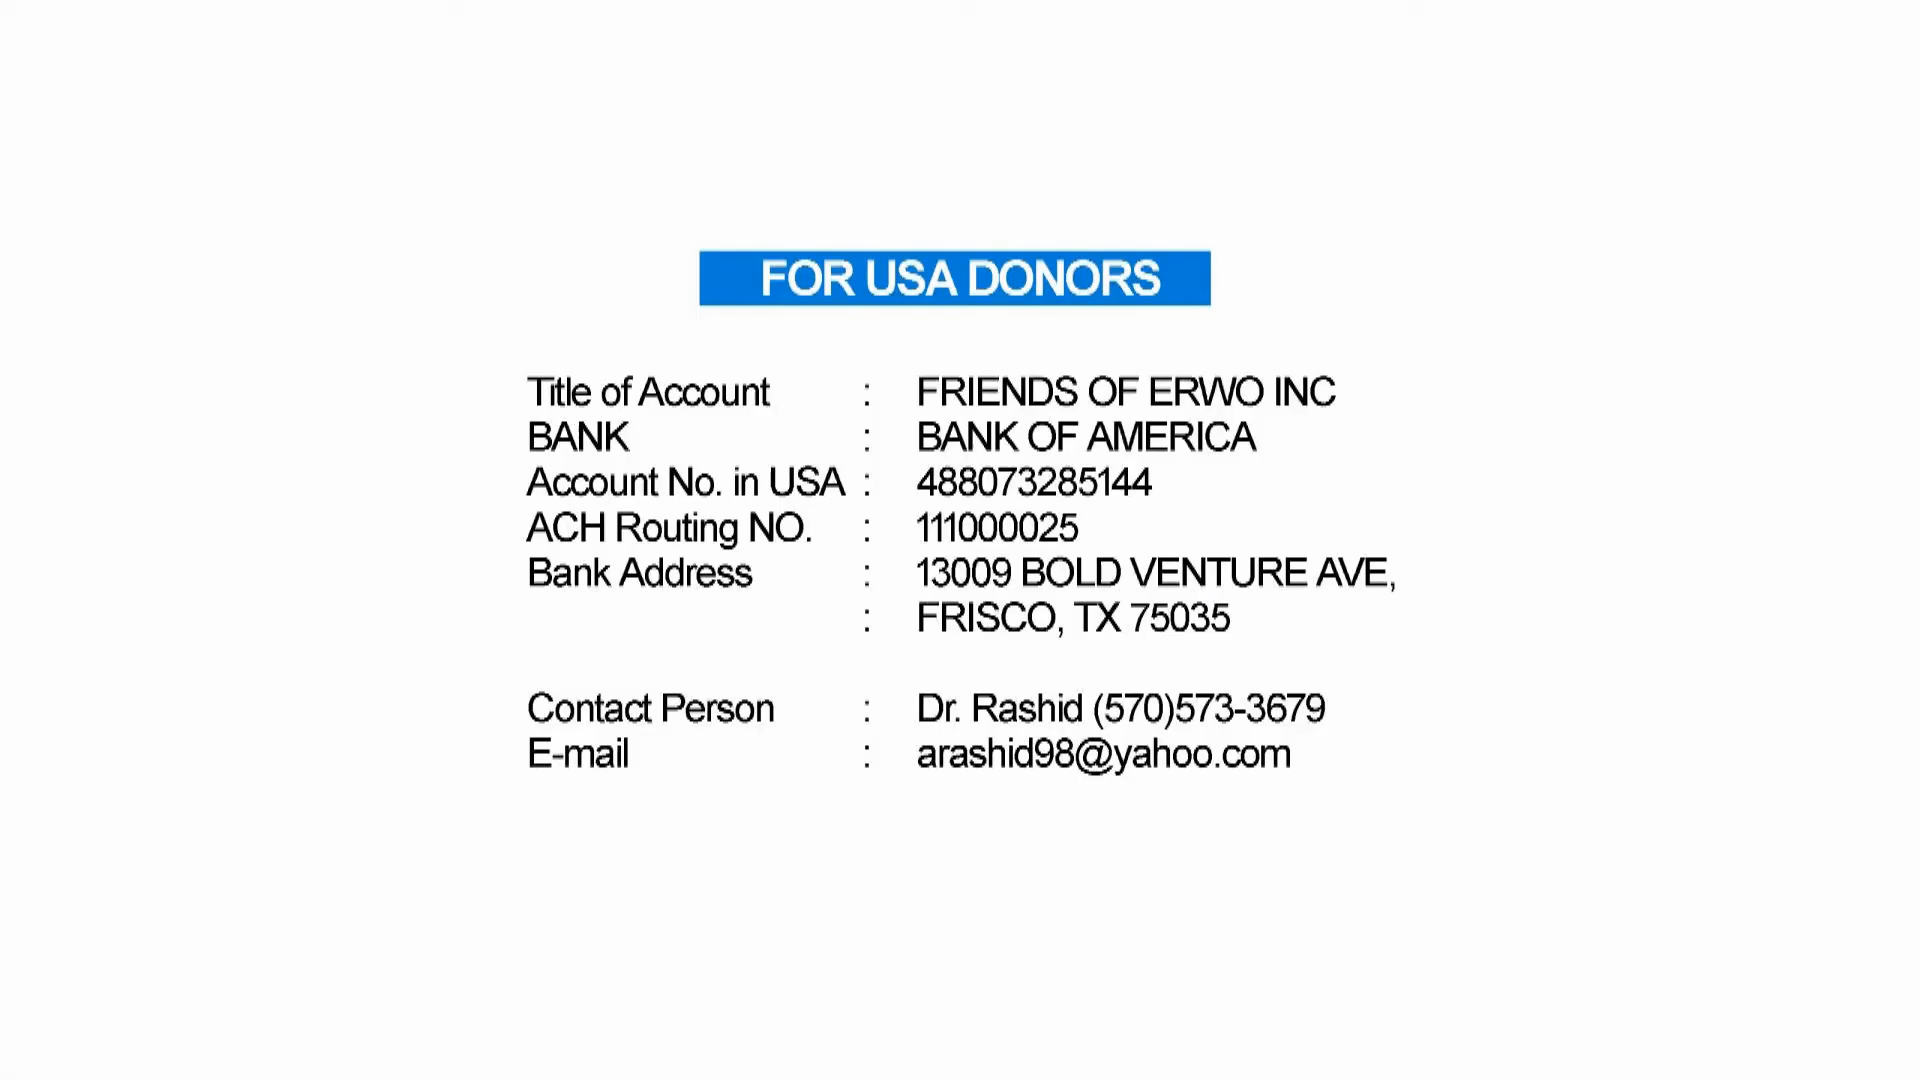 FOR USA DONORS
Title of Account : FRIENDS OF ERWO INC
BANK : BANK OF AMERICA
Account No. in USA : 488073285144
ACH Routing NO. : 111000025
Bank Address : 13009 BOLD VENTURE AVE,
: FRISCO, TX 75035
Contact Person : Dr. Rashid (570)573-3679
E-mail : arashid98@yahoo.com